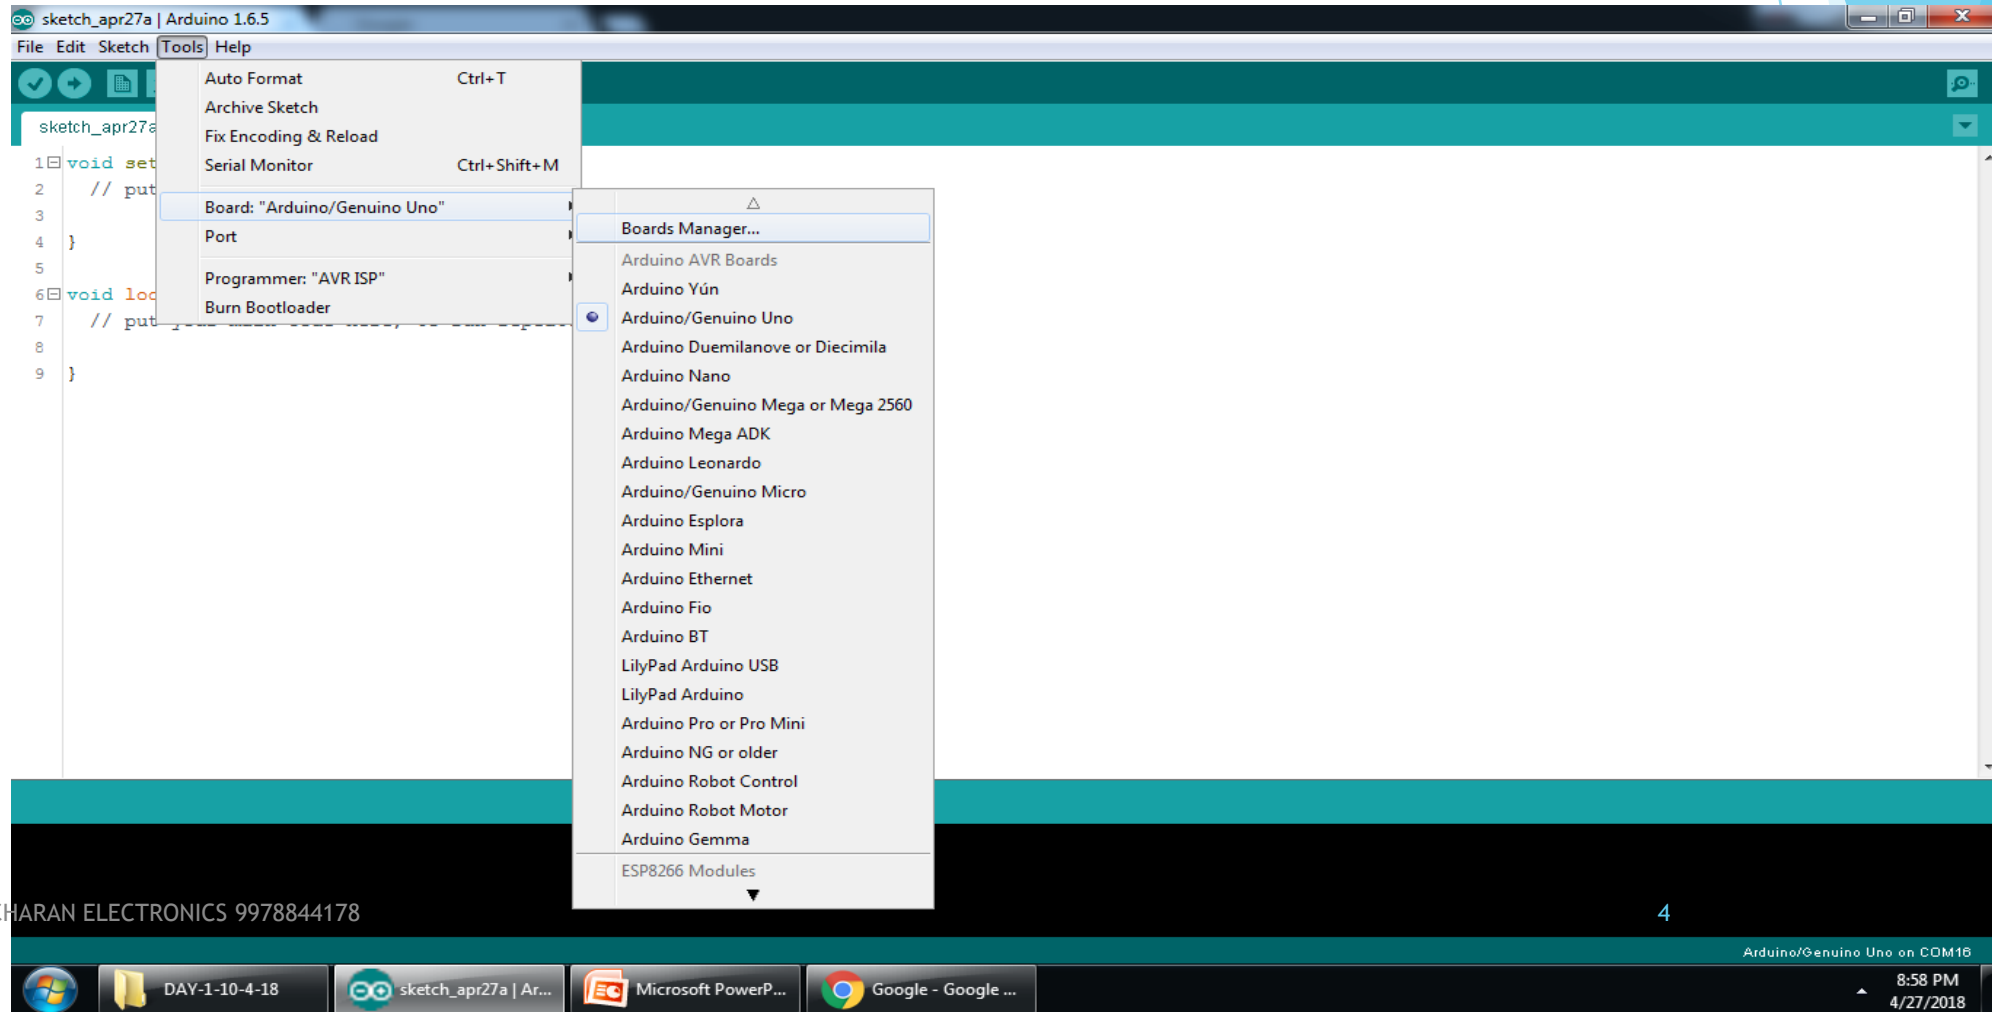 sketch_apr27a | Arduino 1.6.5
File Edit Sketch Tools Help
Auto Format Ctrl+T
Archive Sketch
Fix Encoding & Reload
Serial Monitor Ctrl+Shift+M
Board: "Arduino/Genuino Uno"
Port
Programmer: "AVR ISP"
Burn Bootloader
sketch_apr27a
1 void set
2 // put
3
4 }
5
6 void loo
7 // put your main code here, to run repeat
8
9 }
Boards Manager...
Arduino AVR Boards
Arduino Yún
Arduino/Genuino Uno
Arduino Duemilanove or Diecimila
Arduino Nano
Arduino/Genuino Mega or Mega 2560
Arduino Mega ADK
Arduino Leonardo
Arduino/Genuino Micro
Arduino Esplora
Arduino Mini
Arduino Ethernet
Arduino Fio
Arduino BT
LilyPad Arduino USB
LilyPad Arduino
Arduino Pro or Pro Mini
Arduino NG or older
Arduino Robot Control
Arduino Robot Motor
Arduino Gemma
ESP8266 Modules
HARAN ELECTRONICS 9978844178
4
Arduino/Genuino Uno on COM16
DAY-1-10-4-18
sketch_apr27a | Ar...
Microsoft PowerP...
Google - Google ...
8:58 PM
4/27/2018